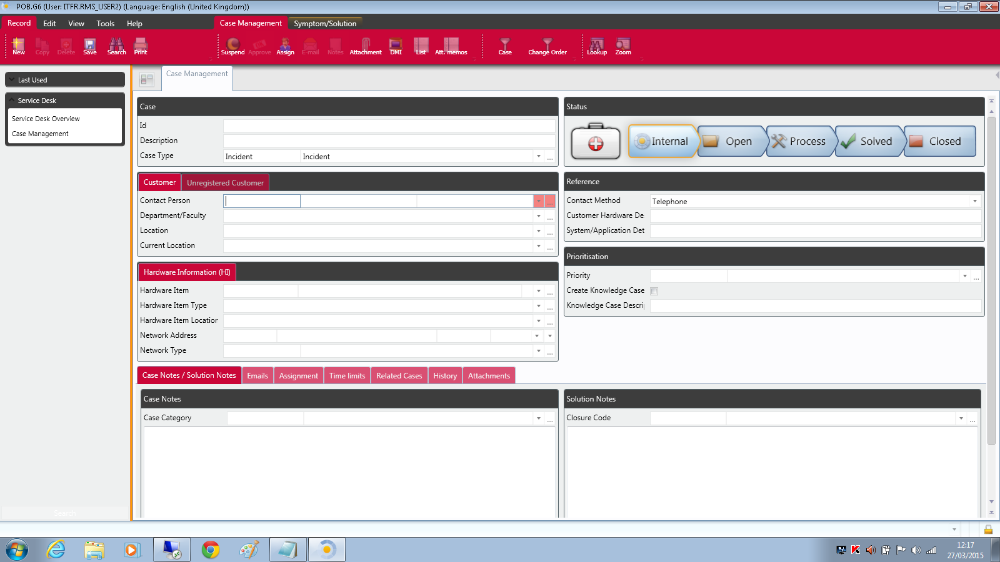 POB.G6 (User: ITFR.RMS_USER2) (Language: English (United Kingdom))
Record Edit View Tools Help Case Management Symptom/Solution
New Copy Delete Save Search Print Suspend Approve Assign E-mail Notes Attachment DMI List Att. memos Case Change Order Lookup Zoom
Last Used
Service Desk
Service Desk Overview
Case Management
Search
Case Management
Case
Id
Description
Case Type Incident Incident ...
Customer Unregistered Customer
Contact Person ...
Department/Faculty ...
Location ...
Current Location ...
Hardware Information (HI)
Hardware Item ...
Hardware Item Type ...
Hardware Item Location ...
Network Address
Network Type ...
Status
Internal Open Process Solved Closed
Reference
Contact Method Telephone
Customer Hardware De:
System/Application Det
Prioritisation
Priority ...
Create Knowledge Case
Knowledge Case Descri
Case Notes / Solution Notes Emails Assignment Time limits Related Cases History Attachments
Case Notes
Case Category ...
Solution Notes
Closure Code ...
12:17
27/03/2015